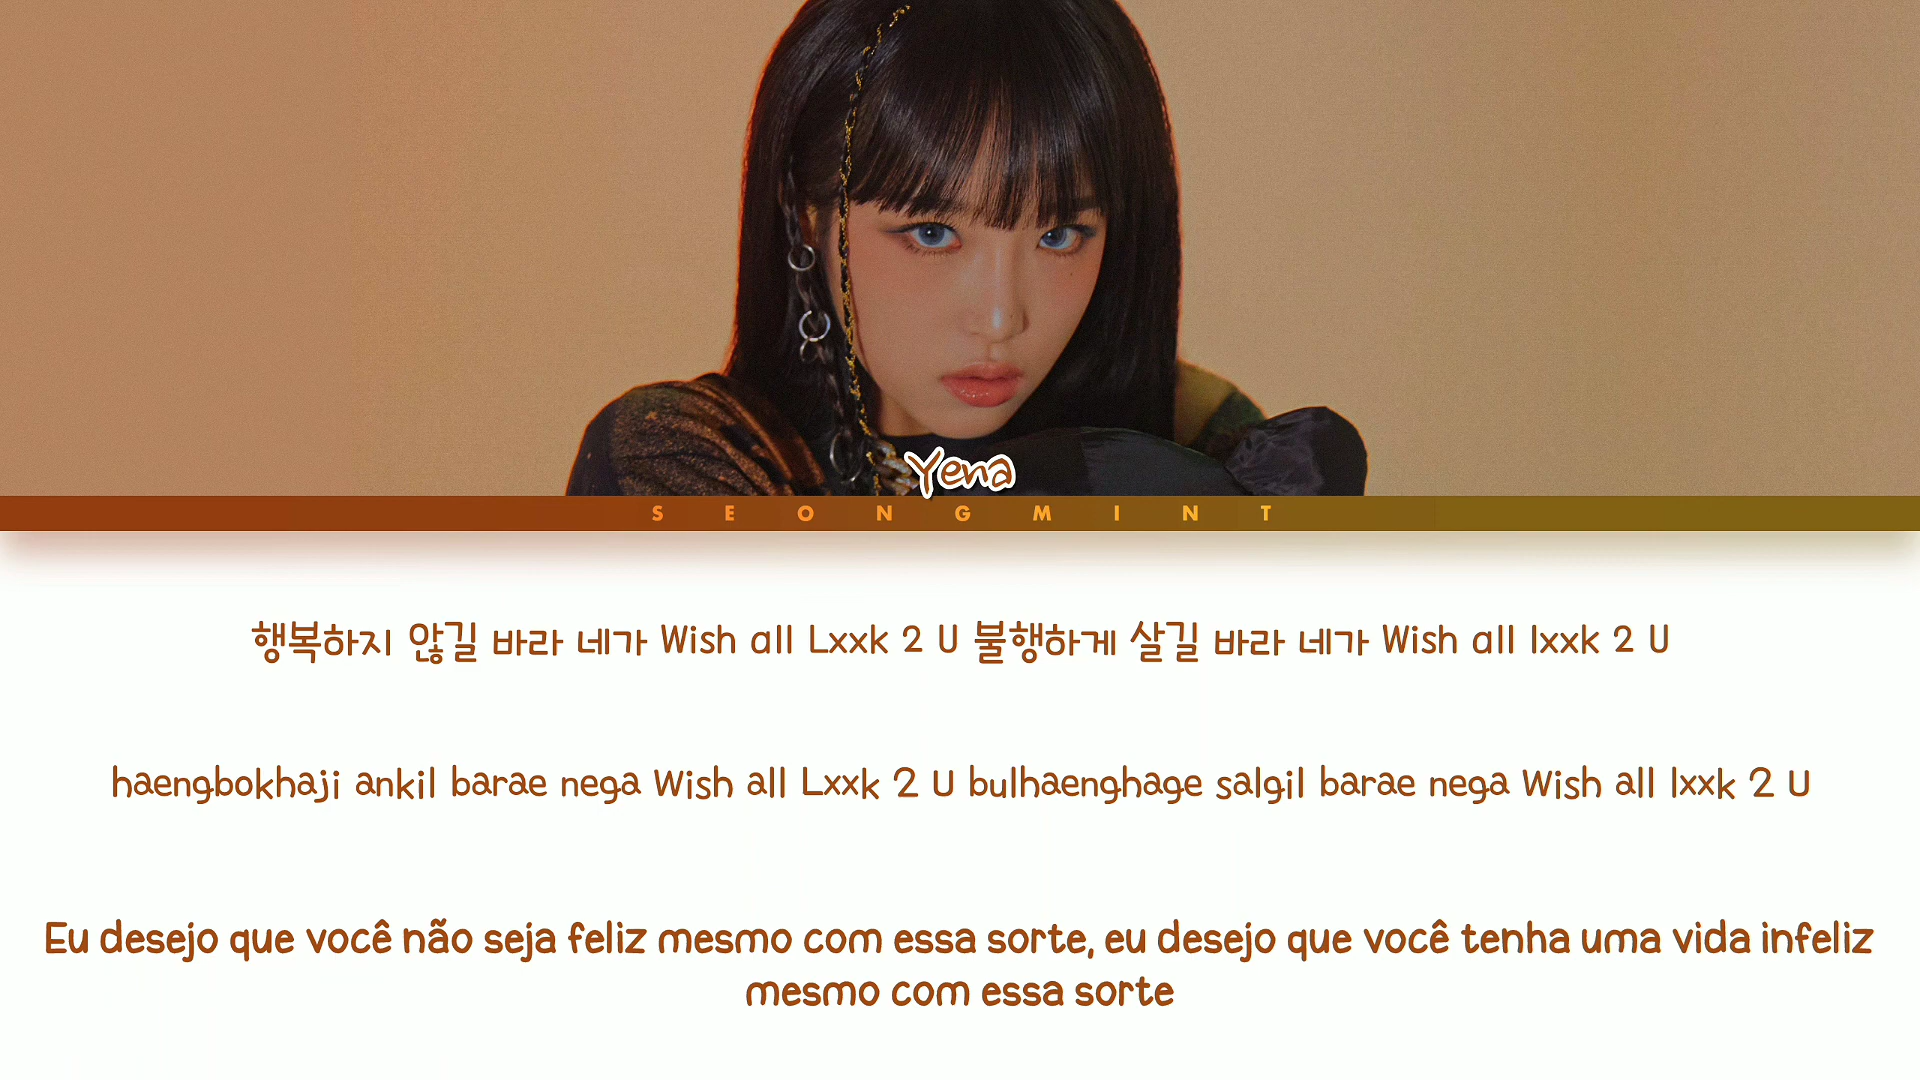 Yena
SEONGMINT
행복하지 않길 바라 네가 Wish all Lxxk 2 U 불행하게 살길 바라 네가 Wish all lxxk 2 U
haengbokhaji ankil barae nega Wish all Lxxk 2 U bulhaenghage salgil barae nega Wish all lxxk 2 U
Eu desejo que você não seja feliz mesmo com essa sorte, eu desejo que você tenha uma vida infeliz
mesmo com essa sorte